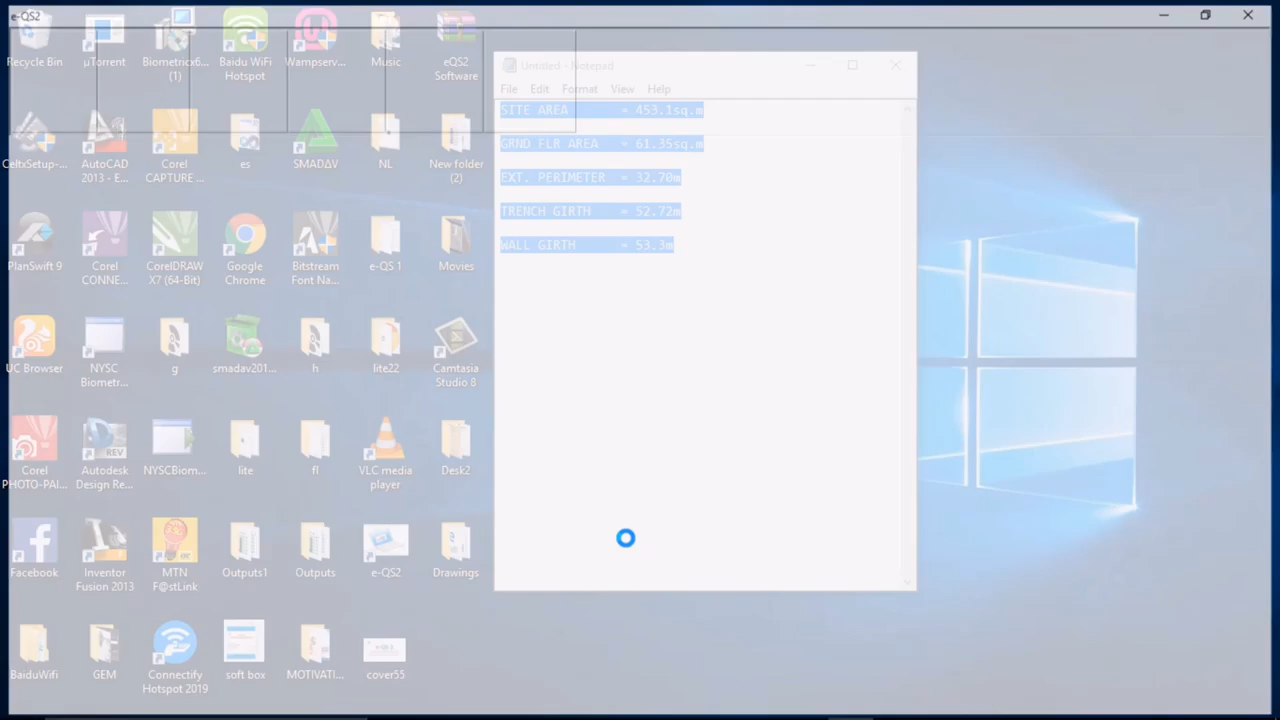 e-QS2
Recycle Bin
µTorrent
Biometricx6...
(1)
Baidu WiFi
Hotspot
Wampserv...
Music
eQS2
Software
Untitled - Notepad
File Edit Format View Help
SITE AREA = 453.1sq.m
GRND FLR AREA = 61.35sq.m
EXT. PERIMETER = 32.70m
TRENCH GIRTH = 52.72m
WALL GIRTH = 53.3m
CeltxSetup-...
AutoCAD
2013 - E...
Corel
CAPTURE ...
es
SMADΔV
NL
New folder
(2)
PlanSwift 9
Corel
CONNE...
CorelDRAW
X7 (64-Bit)
Google
Chrome
Bitstream
Font Na...
e-QS 1
Movies
UC Browser
NYSC
Biometr...
g
smadav201...
h
lite22
Camtasia
Studio 8
Corel
PHOTO-PAI...
Autodesk
Design Re...
NYSCBiom...
lite
fl
VLC media
player
Desk2
Facebook
Inventor
Fusion 2013
MTN
F@stLink
Outputs1
Outputs
e-QS2
Drawings
BaiduWifi
GEM
Connectify
Hotspot 2019
soft box
MOTIVATI...
cover55